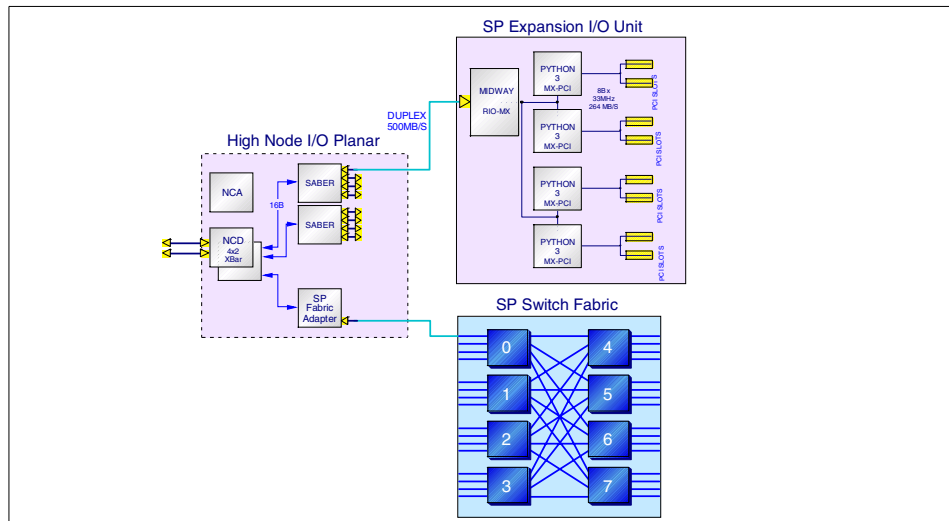 SP Expansion I/O Unit
MIDWAY
RIO-MX
PYTHON
3
MX-PCI
PYTHON
3
MX-PCI
PYTHON
3
MX-PCI
PYTHON
3
MX-PCI
8Bx
33MHz
264 MB/S
PCI SLOTS
PCI SLOTS
PCI SLOTS
PCI SLOTS
DUPLEX
500MB/S
High Node I/O Planar
NCA
SABER
16B
SABER
NCD
4x2
XBar
SP
Fabric
Adapter
SP Switch Fabric
0
4
1
5
2
6
3
7